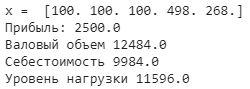 x =  [100. 100. 100. 498. 268.]
Прибыль: 2500.0
Валовый объем 12484.0
Себестоимость 9984.0
Уровень нагрузки 11596.0